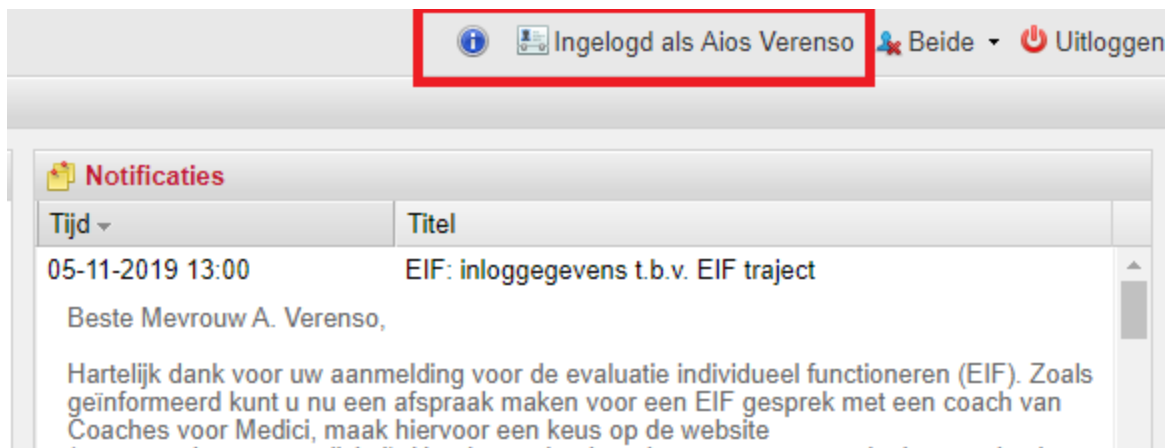 Ingelogd als Aios Verenso Beide Uitloggen
Notificaties
Tijd Titel
05-11-2019 13:00 EIF: inloggegevens t.b.v. EIF traject
Beste Mevrouw A. Verenso,
Hartelijk dank voor uw aanmelding voor de evaluatie individueel functioneren (EIF). Zoals
geïnformeerd kunt u nu een afspraak maken voor een EIF gesprek met een coach van
Coaches voor Medici, maak hiervoor een keus op de website